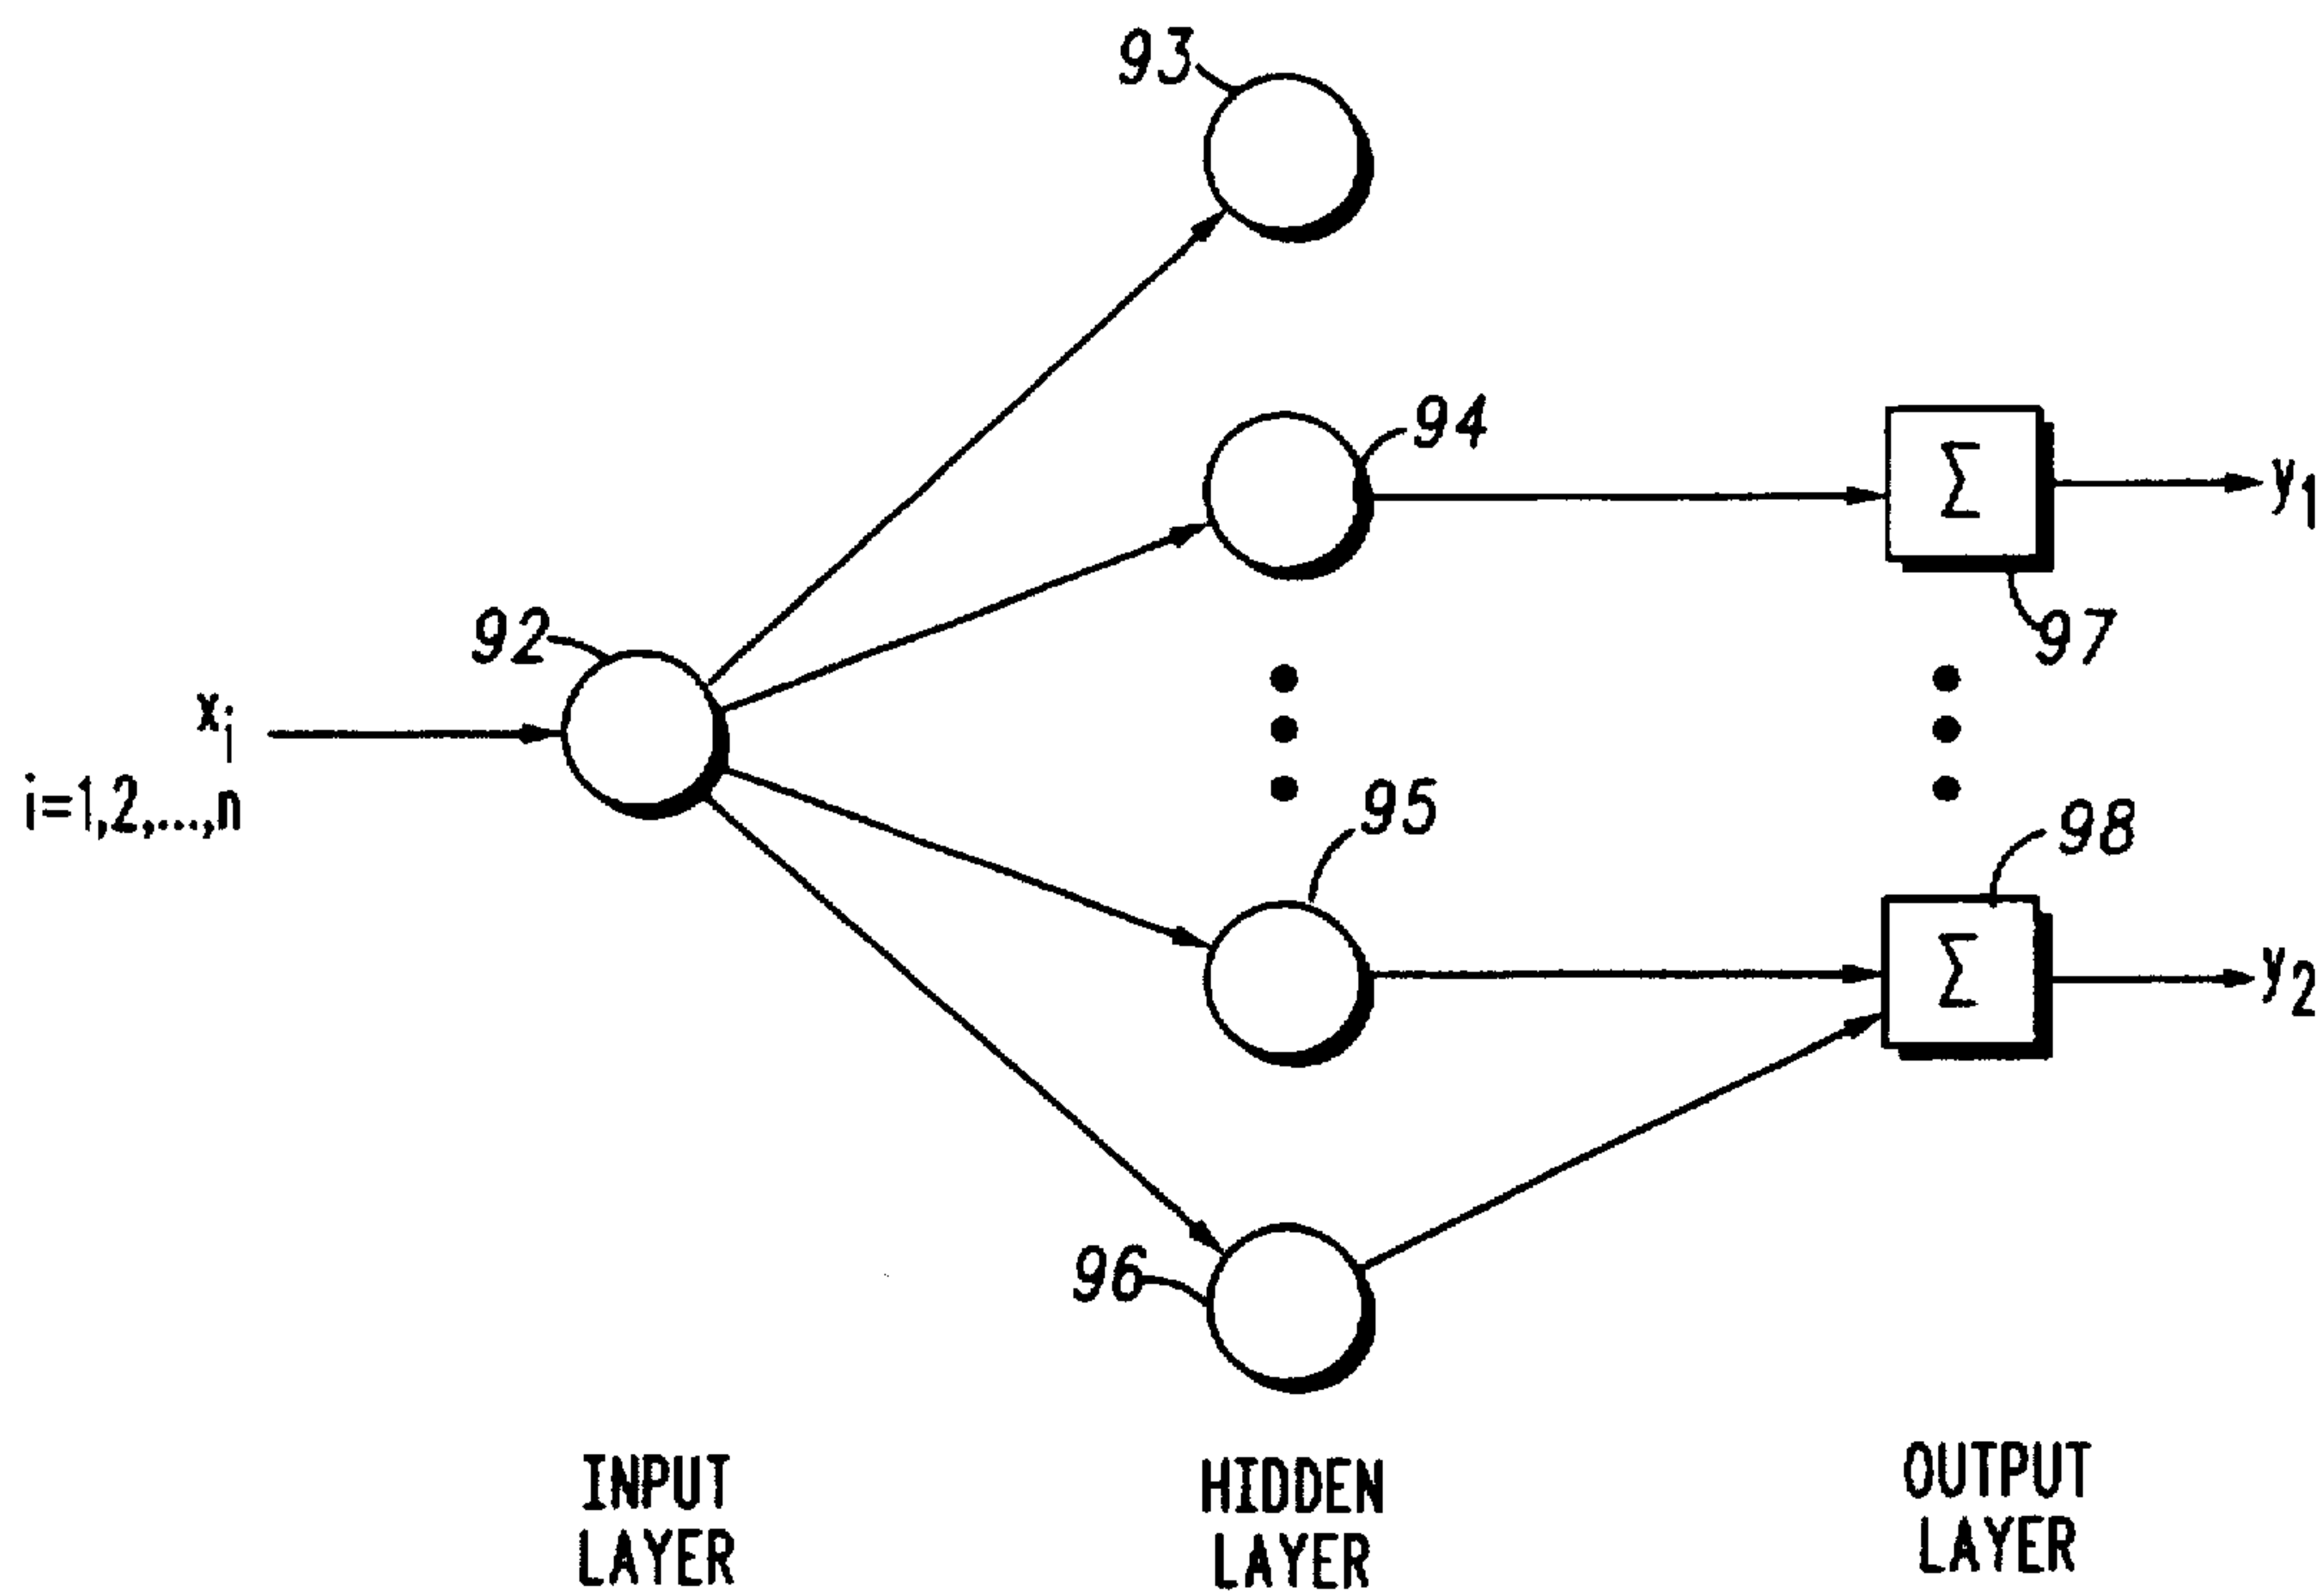 93
94
Σ
y1
97
92
xi
i=1,2,...,n
95
98
Σ
y2
96
INPUT
LAYER
HIDDEN
LAYER
OUTPUT
LAYER